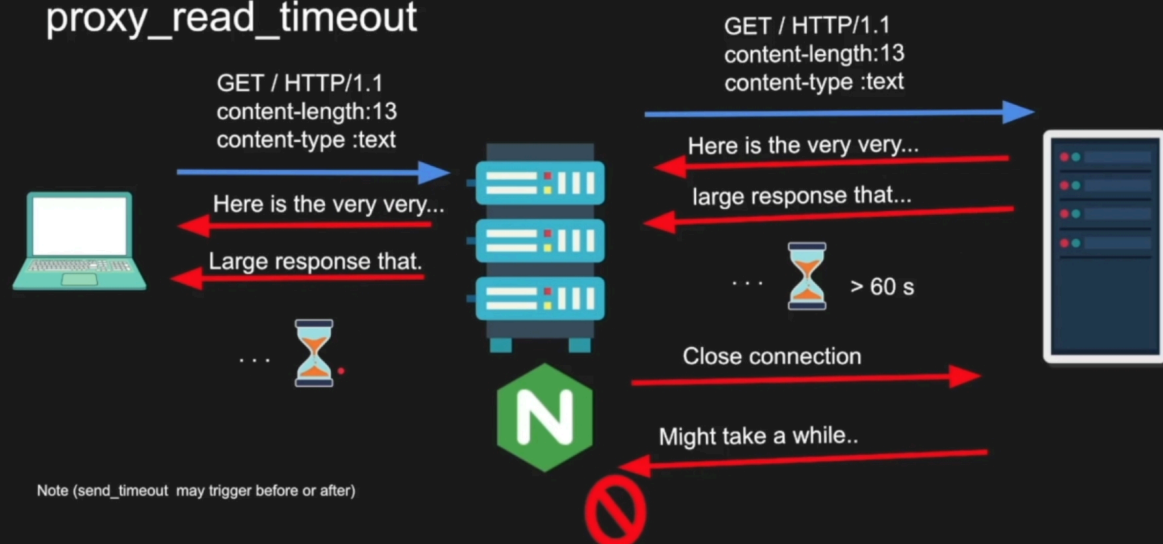 proxy_read_timeout
GET / HTTP/1.1
content-length:13
content-type :text
GET / HTTP/1.1
content-length:13
content-type :text
Here is the very very...
large response that...
Here is the very very...
Large response that.
...
> 60 s
...
Close connection
N
Might take a while..
Note (send_timeout may trigger before or after)